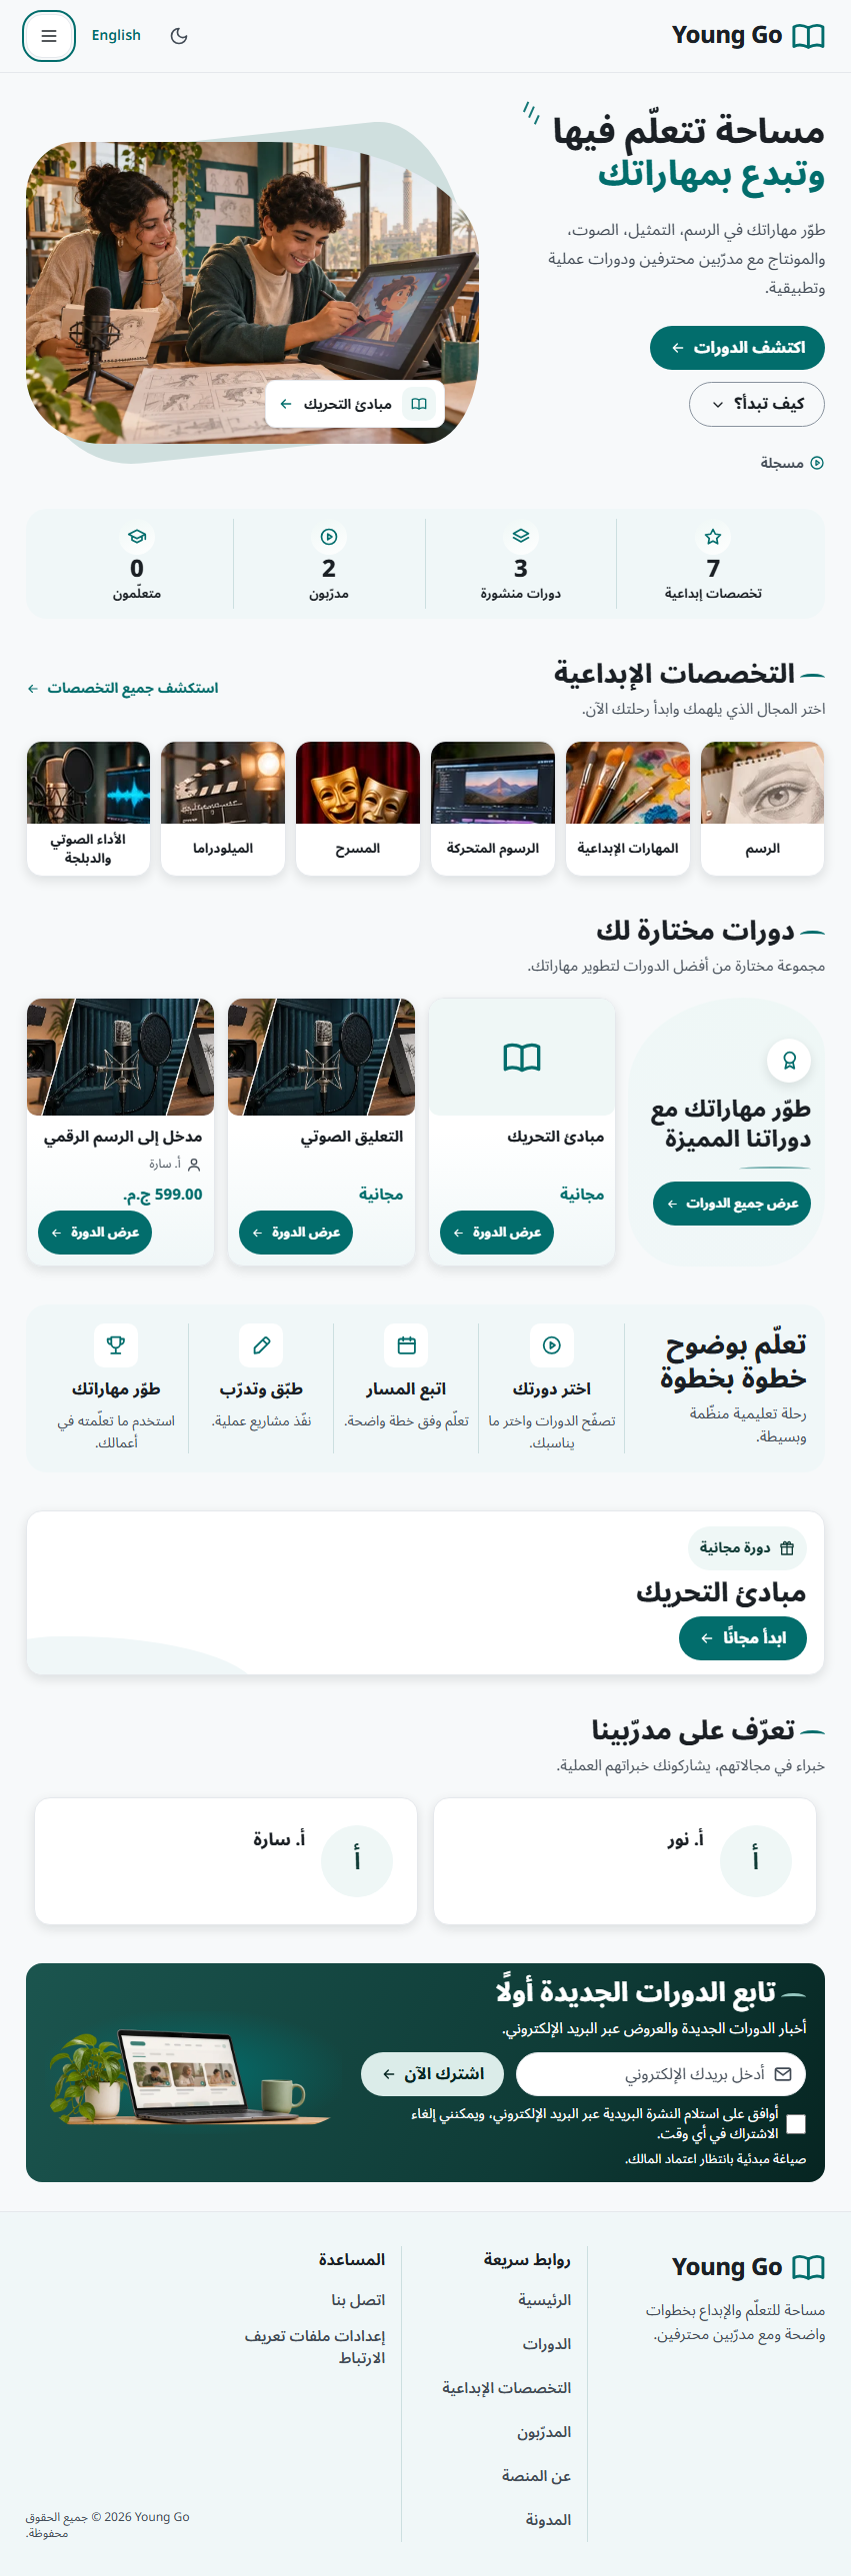 Young Go
English
مساحة تتعلّم فيها
وتبدع بمهاراتك
طوّر مهاراتك في الرسم، التمثيل، الصوت،
والمونتاج مع مدرّبين محترفين ودورات عملية
وتطبيقية.
اكتشف الدورات
كيف تبدأ؟
مسجلة
مبادئ التحريك
7
تخصصات إبداعية
3
دورات منشورة
2
مدرّبون
0
متعلّمون
التخصصات الإبداعية
استكشف جميع التخصصات
اختر المجال الذي يلهمك وابدأ رحلتك الآن.
الرسم
المهارات الإبداعية
الرسوم المتحركة
المسرح
الميلودراما
الأداء الصوتي
والدبلجة
دورات مختارة لك
مجموعة مختارة من أفضل الدورات لتطوير مهاراتك.
طوّر مهاراتك مع
دوراتنا المميزة
عرض جميع الدورات
مبادئ التحريك
مجانية
عرض الدورة
التعليق الصوتي
مجانية
عرض الدورة
مدخل إلى الرسم الرقمي
أ. سارة
599.00 ج.م.
عرض الدورة
تعلّم بوضوح
خطوة بخطوة
رحلة تعليمية منظّمة
وبسيطة.
اختر دورتك
تصفّح الدورات واختر ما
يناسبك.
اتبع المسار
تعلّم وفق خطة واضحة.
طبّق وتدرّب
نفّذ مشاريع عملية.
طوّر مهاراتك
استخدم ما تعلّمته في
أعمالك.
دورة مجانية
مبادئ التحريك
ابدأ مجانًا
تعرّف على مدرّبينا
خبراء في مجالاتهم، يشاركونك خبراتهم العملية.
أ
أ. نور
أ
أ. سارة
تابع الدورات الجديدة أولًا
أخبار الدورات الجديدة والعروض عبر البريد الإلكتروني.
أدخل بريدك الإلكتروني
اشترك الآن
أوافق على استلام النشرة البريدية عبر البريد الإلكتروني، ويمكنني إلغاء
الاشتراك في أي وقت.
صياغة مبدئية بانتظار اعتماد المالك.
Young Go
مساحة للتعلّم والإبداع بخطوات
واضحة ومع مدرّبين محترفين.
روابط سريعة
الرئيسية
الدورات
التخصصات الإبداعية
المدرّبون
عن المنصة
المدونة
المساعدة
اتصل بنا
إعدادات ملفات تعريف
الارتباط
© 2026 Young Go جميع الحقوق
محفوظة.